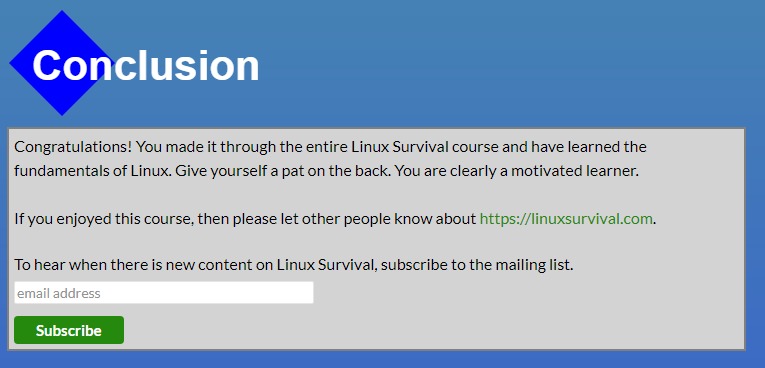 Conclusion
Congratulations! You made it through the entire Linux Survival course and have learned the
fundamentals of Linux. Give yourself a pat on the back. You are clearly a motivated learner.
If you enjoyed this course, then please let other people know about https://linuxsurvival.com.
To hear when there is new content on Linux Survival, subscribe to the mailing list.
email address
Subscribe